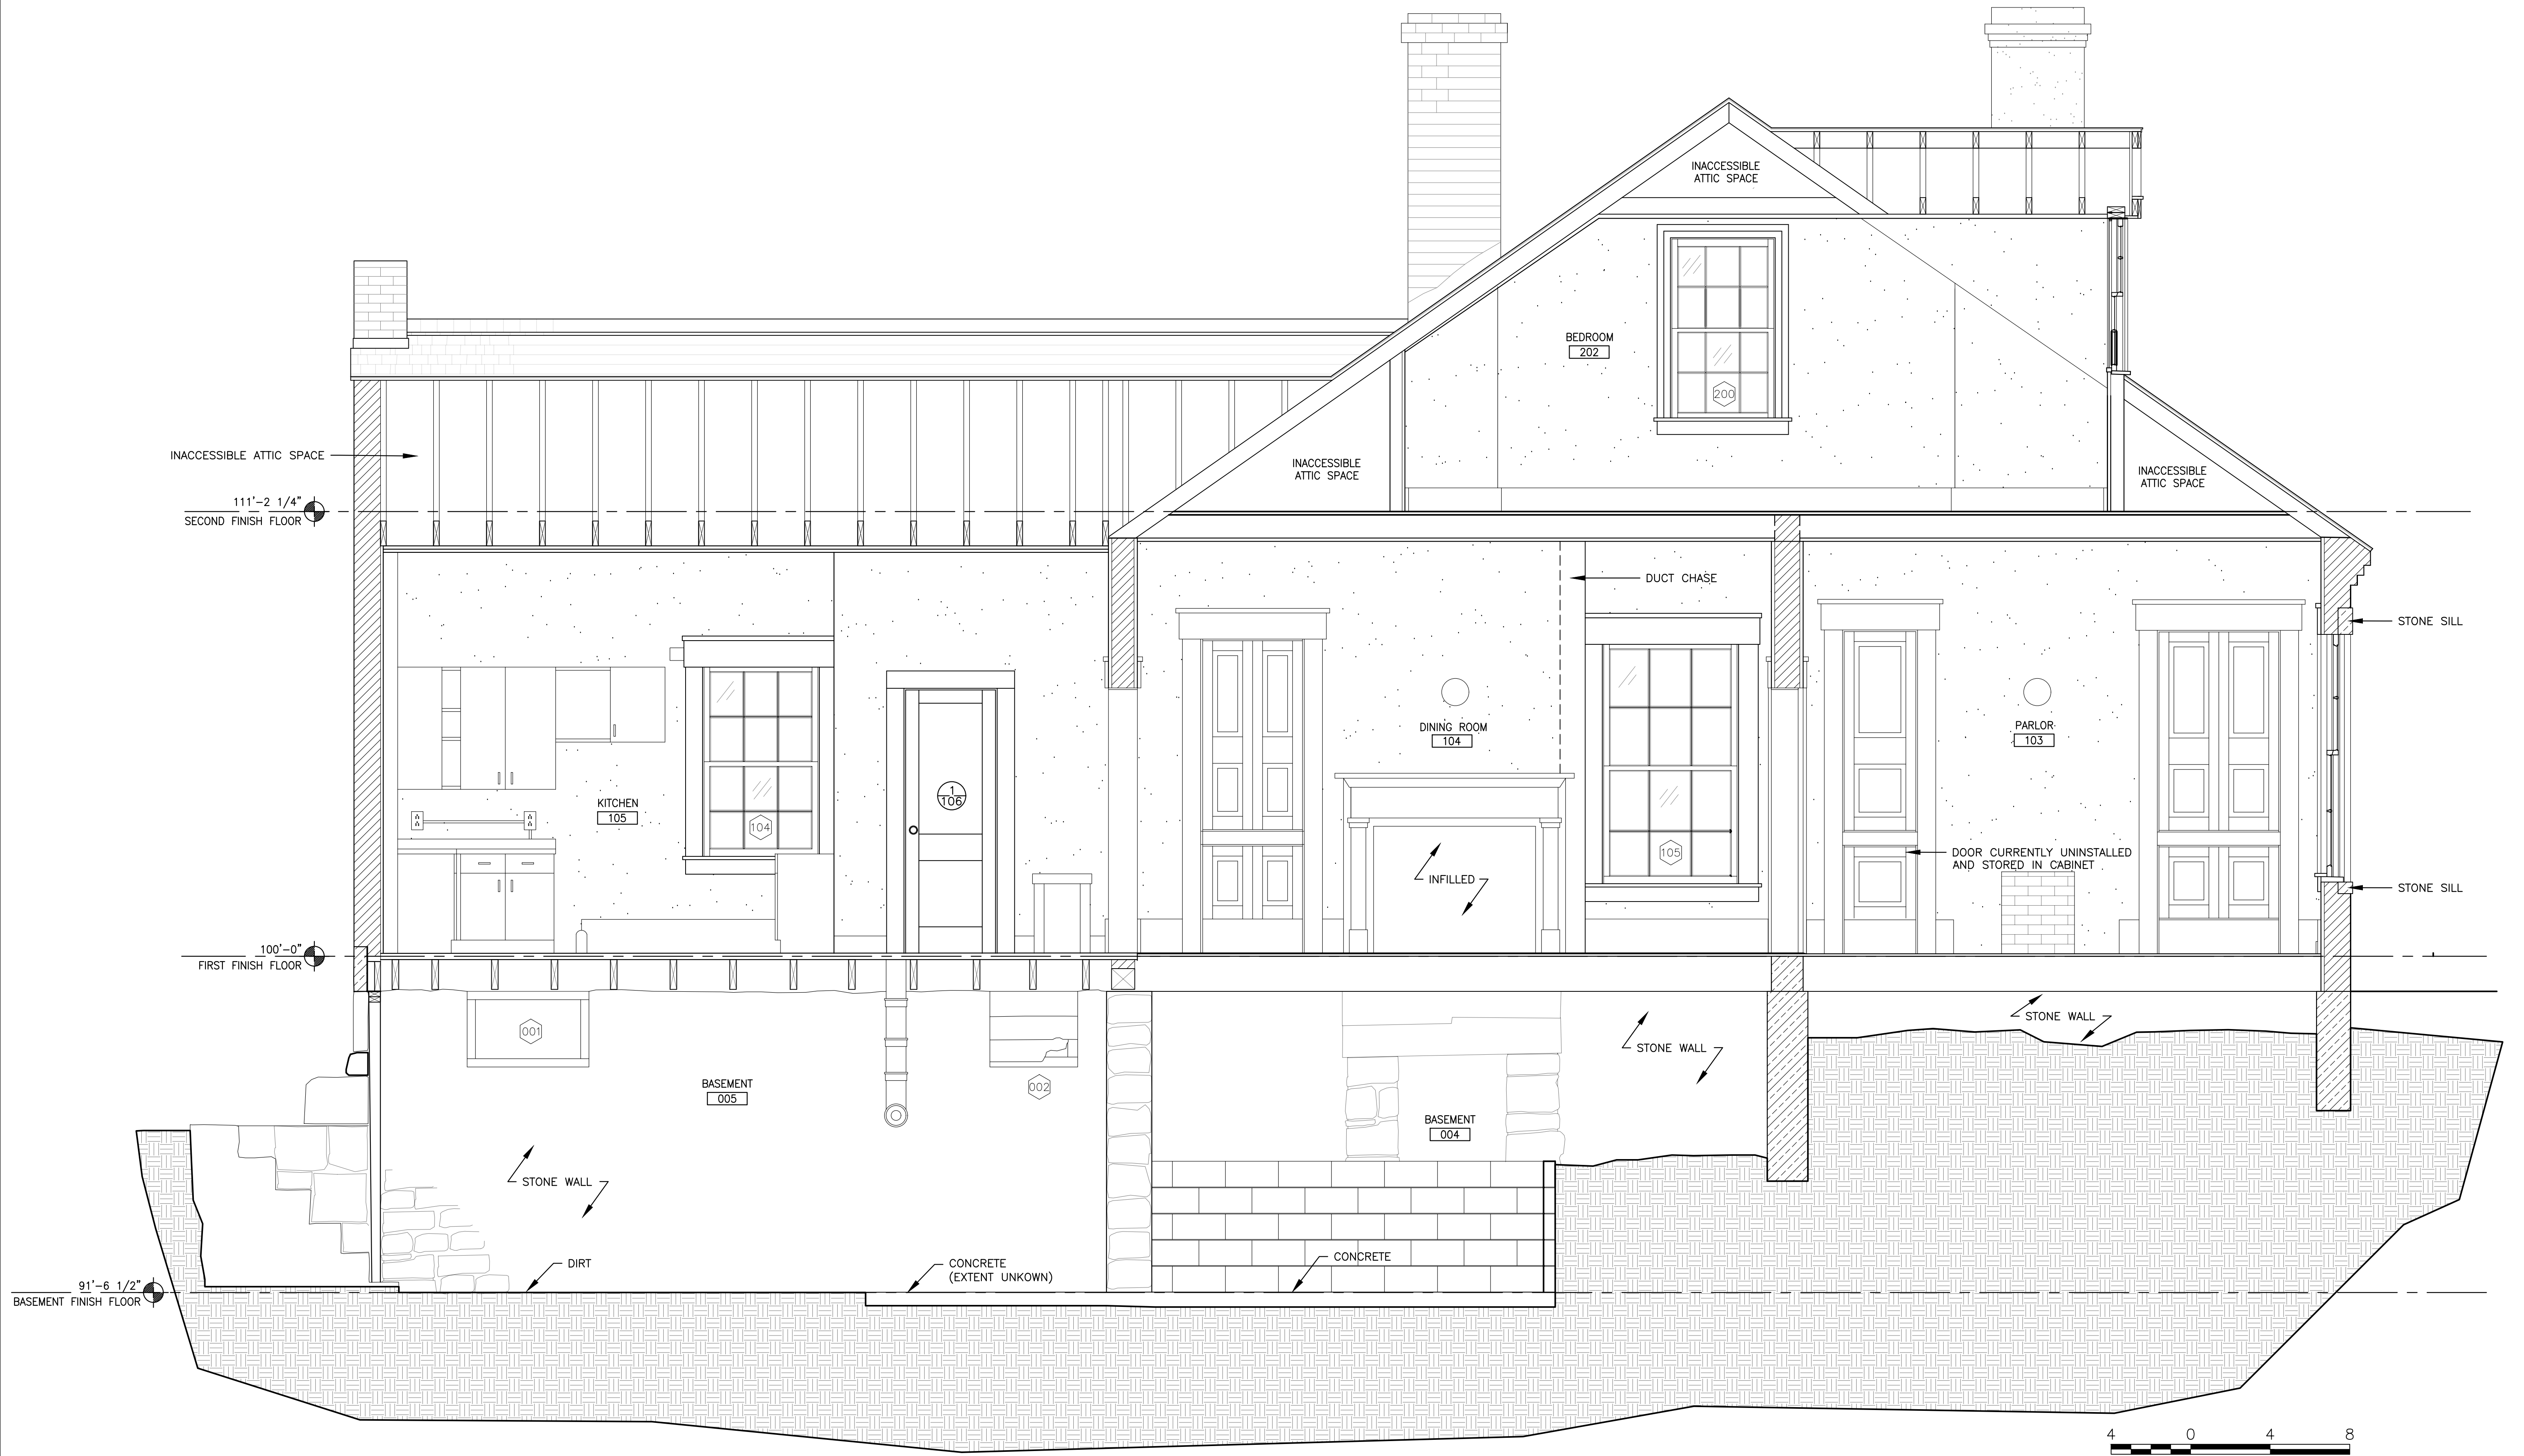 INACCESSIBLE
ATTIC SPACE
BEDROOM
202
200
INACCESSIBLE ATTIC SPACE
INACCESSIBLE
ATTIC SPACE
INACCESSIBLE
ATTIC SPACE
111'-2 1/4"
SECOND FINISH FLOOR
DUCT CHASE
STONE SILL
DINING ROOM
104
PARLOR
103
KITCHEN
105
104
1
106
105
INFILLED
DOOR CURRENTLY UNINSTALLED
AND STORED IN CABINET
STONE SILL
100'-0"
FIRST FINISH FLOOR
001
002
STONE WALL
STONE WALL
BASEMENT
005
BASEMENT
004
STONE WALL
DIRT
CONCRETE
(EXTENT UNKOWN)
CONCRETE
91'-6 1/2"
BASEMENT FINISH FLOOR
4 0 4 8